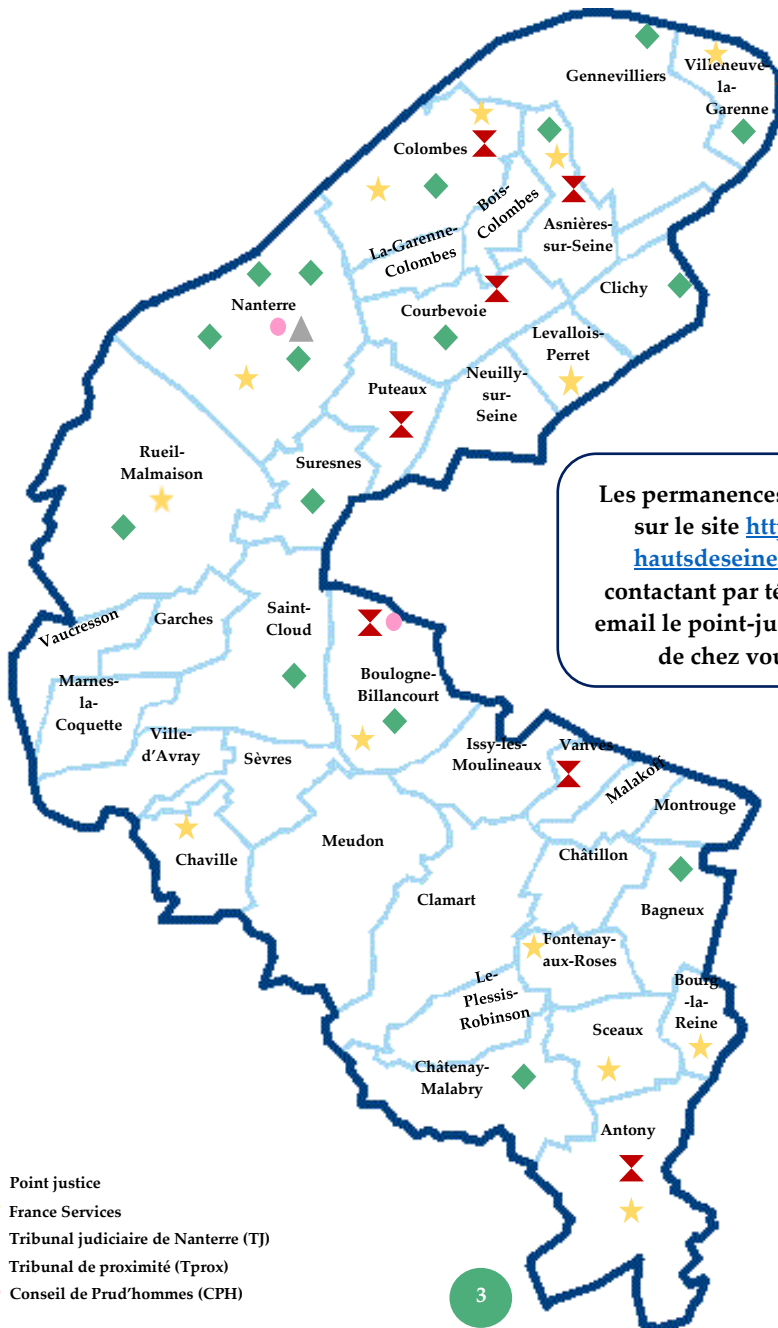 Gennevilliers
Villeneuve-
la-
Garenne
Colombes
Bois-
Colombes
Asnières-
sur-Seine
La-Garenne-
Colombes
Clichy
Nanterre
Courbevoie
Levallois-
Perret
Neuilly-
sur-
Seine
Puteaux
Rueil-
Malmaison
Suresnes
Les permanences
sur le site htt
hautsdeseine
contactant par té
email le point-ju
de chez vou
Vaucresson
Garches
Saint-
Cloud
Marnes-
la-
Coquette
Boulogne-
Billancourt
Ville-
d'Avray
Sèvres
Issy-les-
Moulineaux
Vanves
Malakoff
Montrouge
Chaville
Meudon
Châtillon
Clamart
Bagneux
Fontenay-
aux-Roses
Le-
Plessis-
Robinson
Bourg
-la-
Reine
Sceaux
Châtenay-
Malabry
Antony
Point justice
France Services
Tribunal judiciaire de Nanterre (TJ)
Tribunal de proximité (Tprox)
Conseil de Prud'hommes (CPH)
3